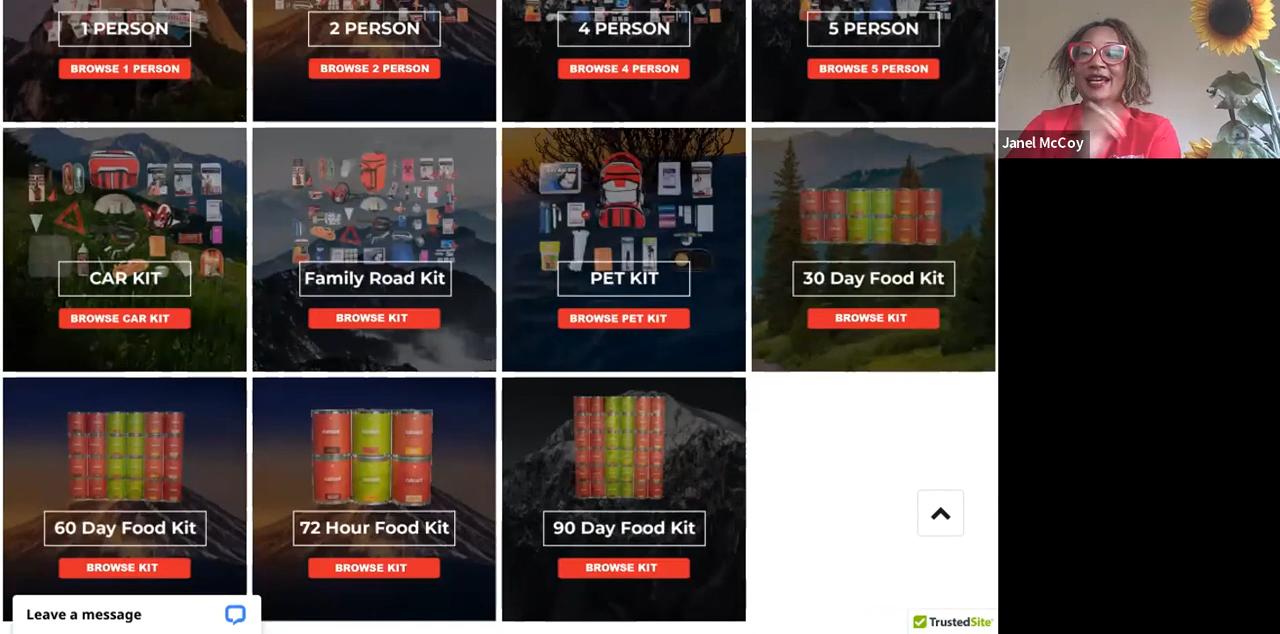 1 PERSON
2 PERSON
4 PERSON
5 PERSON
BROWSE 1 PERSON
BROWSE 2 PERSON
BROWSE 4 PERSON
BROWSE 5 PERSON
Janel McCoy
CAR KIT
Family Road Kit
PET KIT
30 Day Food Kit
BROWSE CAR KIT
BROWSE KIT
BROWSE PET KIT
BROWSE KIT
60 Day Food Kit
72 Hour Food Kit
90 Day Food Kit
BROWSE KIT
BROWSE KIT
BROWSE KIT
Leave a message
TrustedSite